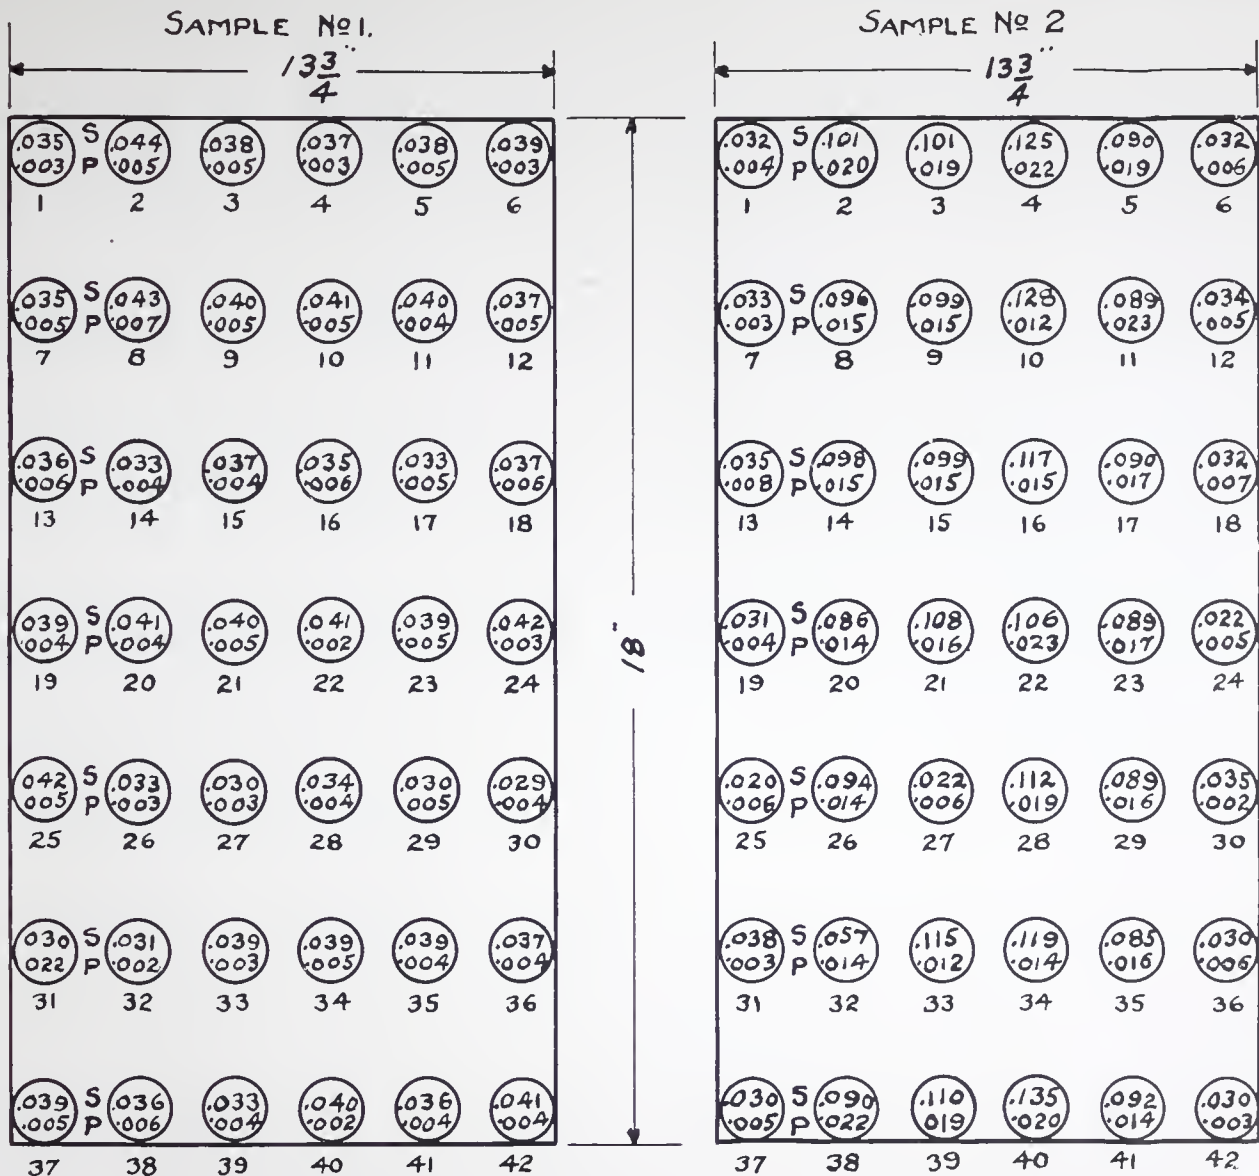 SAMPLE Nº 1.
13 3/4"
.035 S .044 .038 .037 .038 .039
.003 P .005 .005 .003 .005 .003
1 2 3 4 5 6
.035 S .043 .040 .041 .040 .037
.005 P .007 .005 .005 .004 .005
7 8 9 10 11 12
.036 S .033 .037 .035 .033 .037
.006 P .004 .004 .006 .005 .006
13 14 15 16 17 18
.039 S .041 .040 .041 .039 .042
.004 P .004 .005 .002 .005 .003
19 20 21 22 23 24
.042 S .033 .030 .034 .030 .029
.005 P .003 .003 .004 .005 .004
25 26 27 28 29 30
.030 S .031 .039 .039 .039 .037
.022 P .002 .003 .005 .004 .004
31 32 33 34 35 36
.039 S .036 .033 .040 .036 .041
.005 P .006 .004 .002 .004 .004
37 38 39 40 41 42
18"
SAMPLE Nº 2
13 3/4"
.032 S .101 .101 .125 .090 .032
.004 P .020 .019 .022 .019 .006
1 2 3 4 5 6
.033 S .096 .099 .128 .089 .034
.003 P .015 .015 .012 .023 .005
7 8 9 10 11 12
.035 S .098 .099 .117 .090 .032
.008 P .015 .015 .015 .017 .007
13 14 15 16 17 18
.031 S .086 .108 .106 .089 .022
.004 P .014 .016 .023 .017 .005
19 20 21 22 23 24
.020 S .094 .022 .112 .089 .035
.006 P .014 .006 .019 .016 .002
25 26 27 28 29 30
.038 S .057 .115 .119 .085 .030
.003 P .014 .012 .014 .016 .006
31 32 33 34 35 36
.030 S .090 .110 .135 .092 .030
.005 P .022 .019 .020 .014 .003
37 38 39 40 41 42